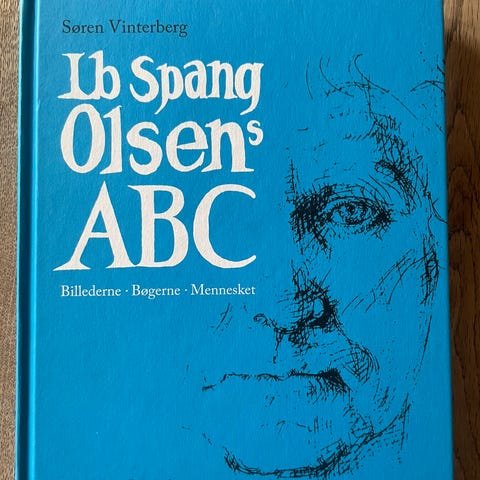 Søren Vinterberg
Ib Spang
Olsens
ABC
Billederne · Bøgerne · Mennesket